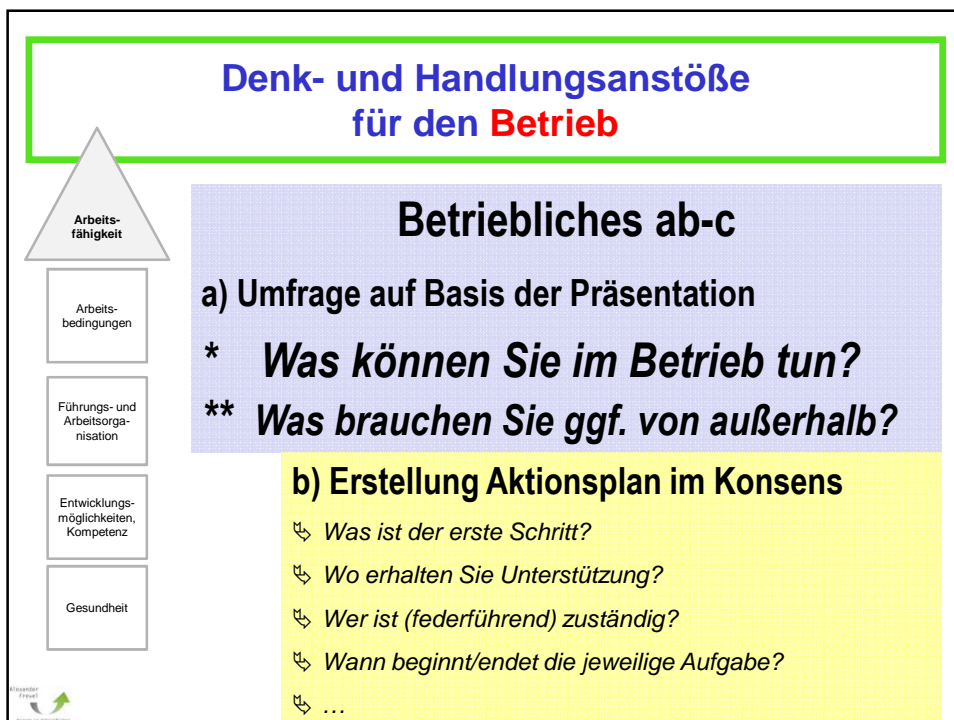 Denk- und Handlungsanstöße
für den Betrieb
Arbeits-
fähigkeit
Arbeits-
bedingungen
Führungs- und
Arbeitsorga-
nisation
Entwicklungs-
möglichkeiten,
Kompetenz
Gesundheit
Betriebliches ab-c
a) Umfrage auf Basis der Präsentation
* Was können Sie im Betrieb tun?
** Was brauchen Sie ggf. von außerhalb?
b) Erstellung Aktionsplan im Konsens
Was ist der erste Schritt?
Wo erhalten Sie Unterstützung?
Wer ist (federführend) zuständig?
Wann beginnt/endet die jeweilige Aufgabe?
…
Alexander
Frevel